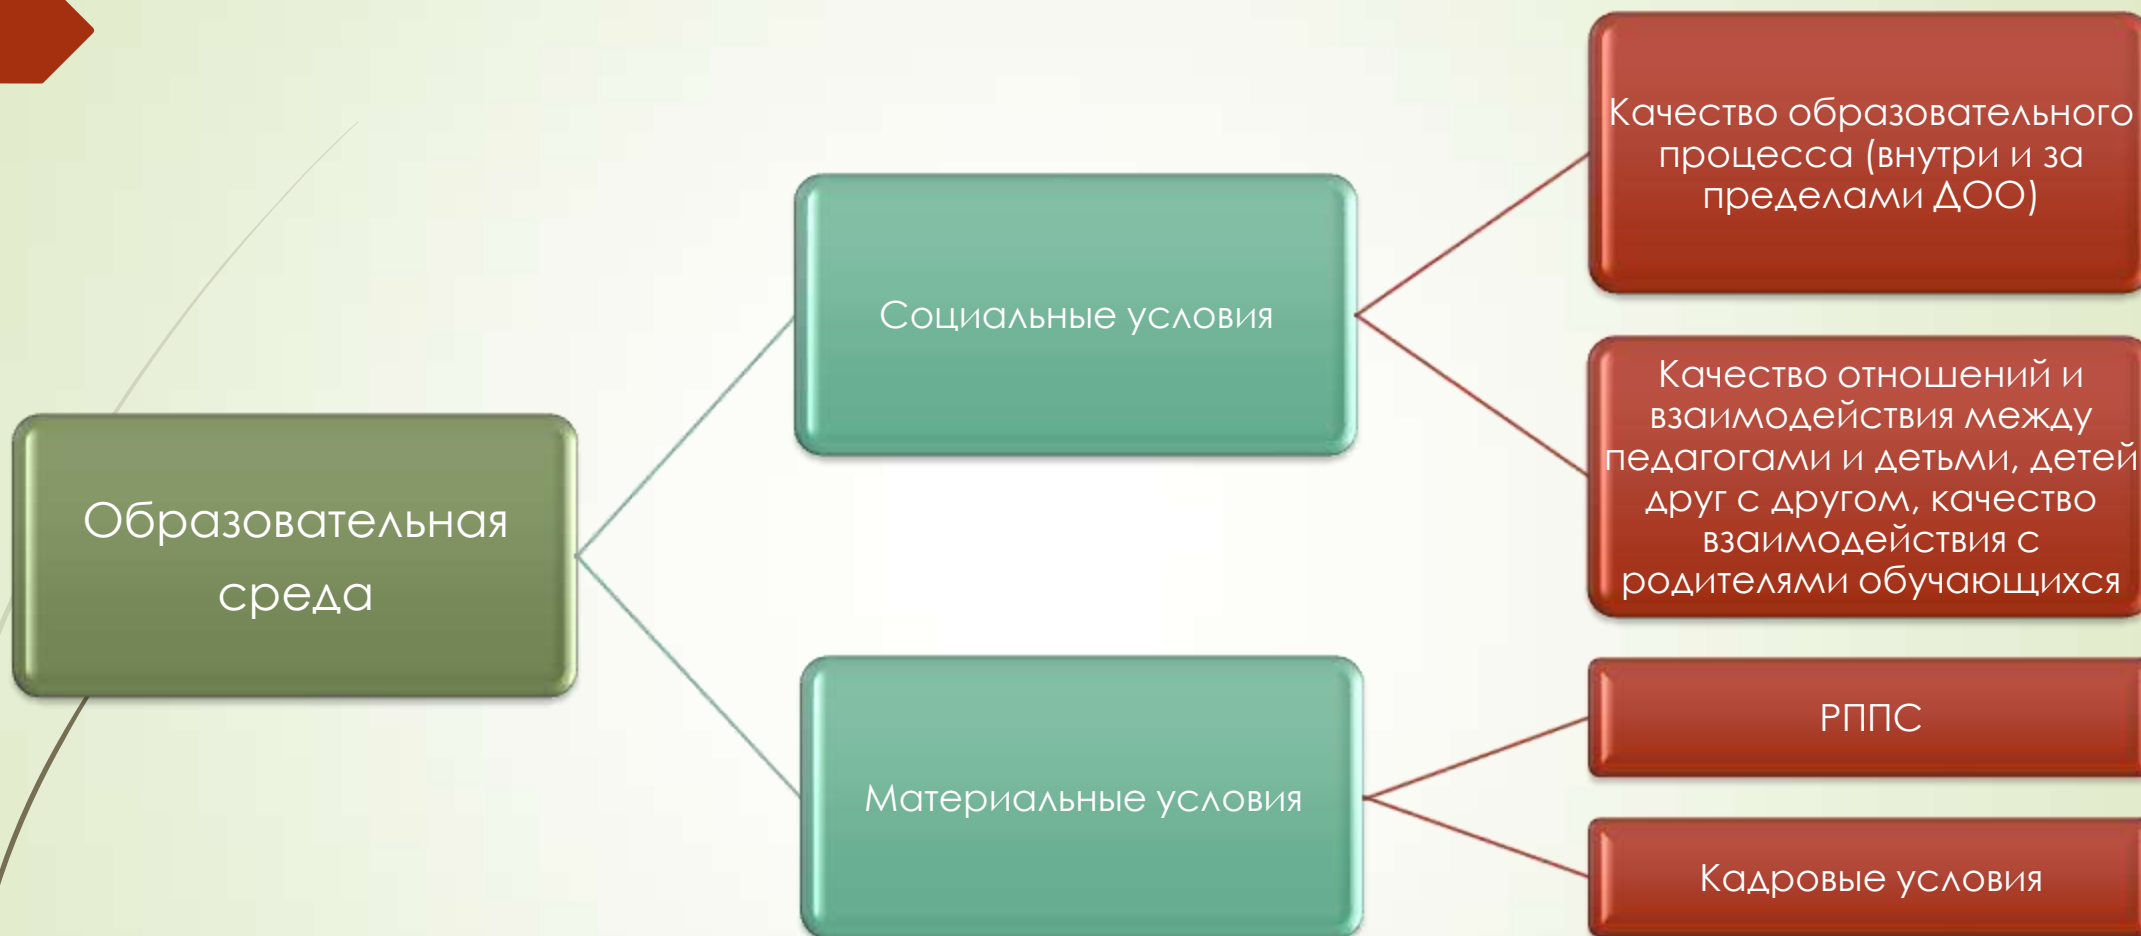 Образовательная
среда
Социальные условия
Качество образовательного
процесса (внутри и за
пределами ДОО)
Качество отношений и
взаимодействия между
педагогами и детьми, детей
друг с другом, качество
взаимодействия с
родителями обучающихся
Материальные условия
РППС
Кадровые условия